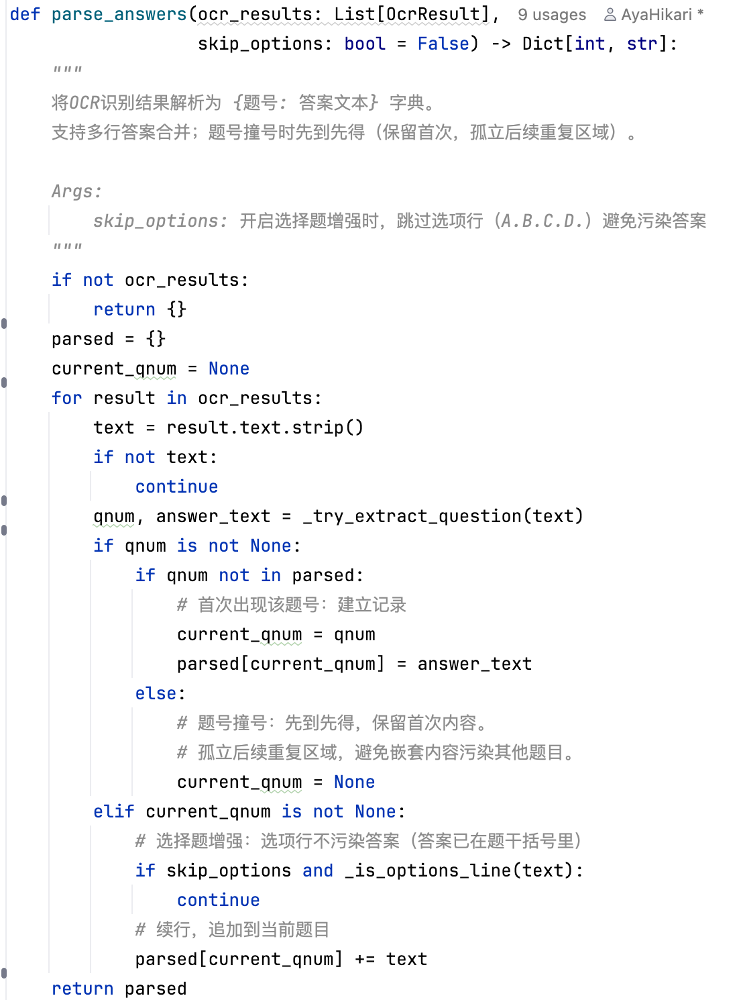 def parse_answers(ocr_results: List[OcrResult],  9 usages  AyaHikari *
                  skip_options: bool = False) -> Dict[int, str]:
    """
    将OCR识别结果解析为 {题号: 答案文本} 字典。
    支持多行答案合并；题号撞号时先到先得（保留首次，孤立后续重复区域）。

    Args:
        skip_options: 开启选择题增强时，跳过选项行（A.B.C.D.）避免污染答案
    """
    if not ocr_results:
        return {}
    parsed = {}
    current_qnum = None
    for result in ocr_results:
        text = result.text.strip()
        if not text:
            continue
        qnum, answer_text = _try_extract_question(text)
        if qnum is not None:
            if qnum not in parsed:
                # 首次出现该题号：建立记录
                current_qnum = qnum
                parsed[current_qnum] = answer_text
            else:
                # 题号撞号：先到先得，保留首次内容。
                # 孤立后续重复区域，避免嵌套内容污染其他题目。
                current_qnum = None
        elif current_qnum is not None:
            # 选择题增强：选项行不污染答案（答案已在题干括号里）
            if skip_options and _is_options_line(text):
                continue
            # 续行，追加到当前题目
            parsed[current_qnum] += text
    return parsed